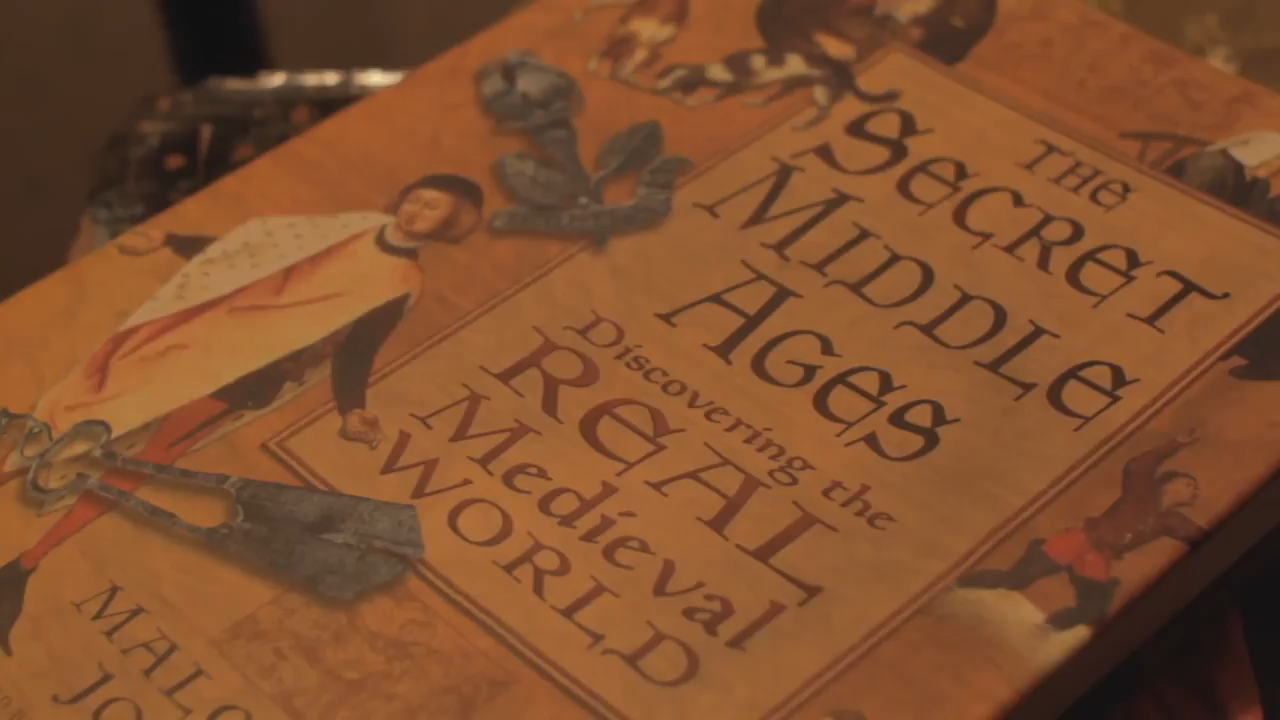 THE
SECRET
MIDDLE
AGES
Discovering the
REAL
Medieval
WORLD